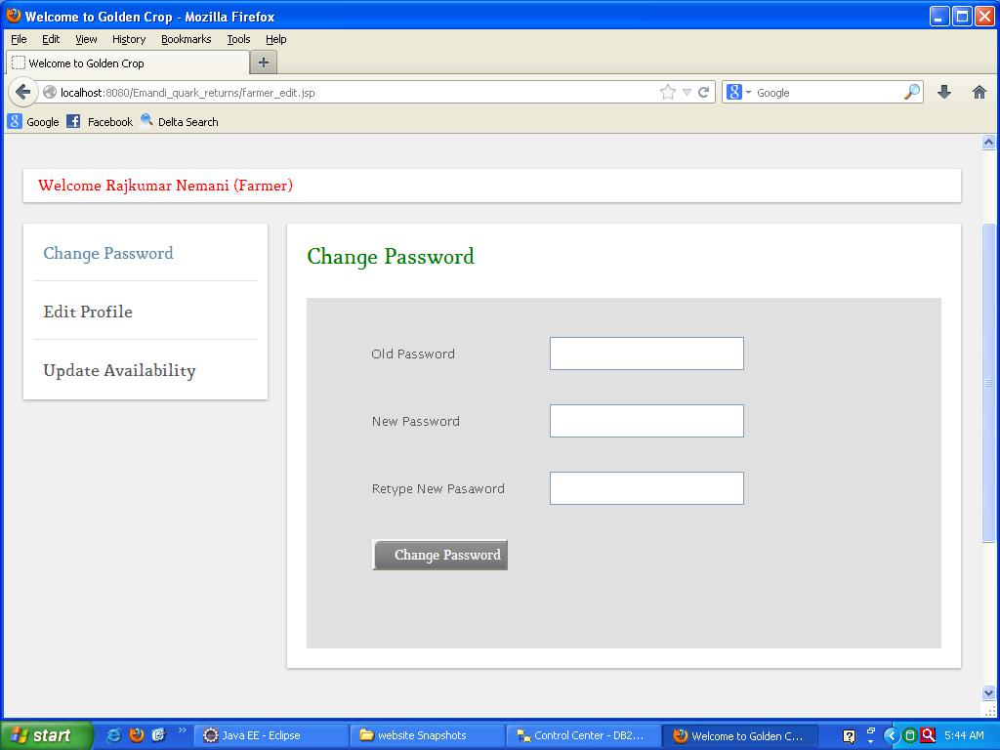 Welcome to Golden Crop - Mozilla Firefox
File Edit View History Bookmarks Tools Help
Welcome to Golden Crop
localhost:8080/Emandi_quark_returns/farmer_edit.jsp
Google
Google Facebook Delta Search
Welcome Rajkumar Nemani (Farmer)
Change Password
Edit Profile
Update Availability
Change Password
Old Password
New Password
Retype New Pasaword
Change Password
start
Java EE - Eclipse
website Snapshots
Control Center - DB2...
Welcome to Golden C...
5:44 AM